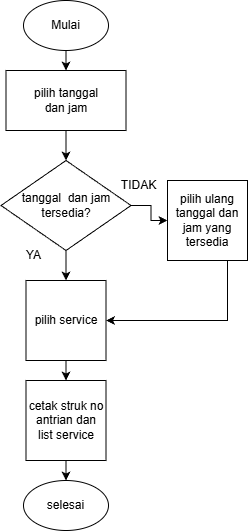 Mulai
pilih tanggal
dan jam
tanggal dan jam
tersedia?
TIDAK
pilih ulang
tanggal dan
jam yang
tersedia
YA
pilih service
cetak struk no
antrian dan
list service
selesai